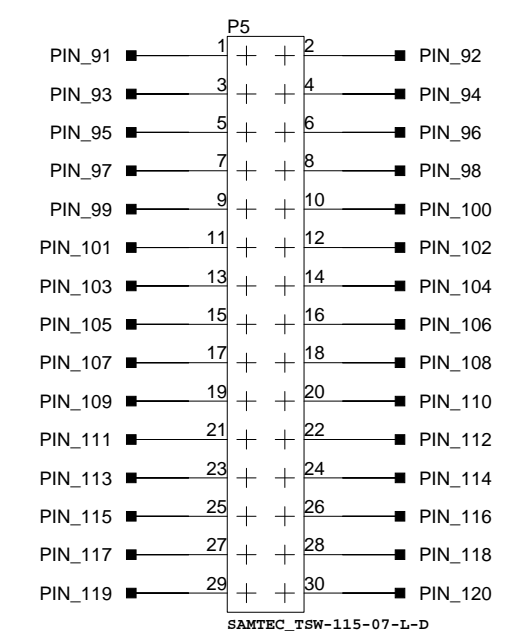 P5
PIN_91 1 2 PIN_92
PIN_93 3 4 PIN_94
PIN_95 5 6 PIN_96
PIN_97 7 8 PIN_98
PIN_99 9 10 PIN_100
PIN_101 11 12 PIN_102
PIN_103 13 14 PIN_104
PIN_105 15 16 PIN_106
PIN_107 17 18 PIN_108
PIN_109 19 20 PIN_110
PIN_111 21 22 PIN_112
PIN_113 23 24 PIN_114
PIN_115 25 26 PIN_116
PIN_117 27 28 PIN_118
PIN_119 29 30 PIN_120
SAMTEC_TSW-115-07-L-D